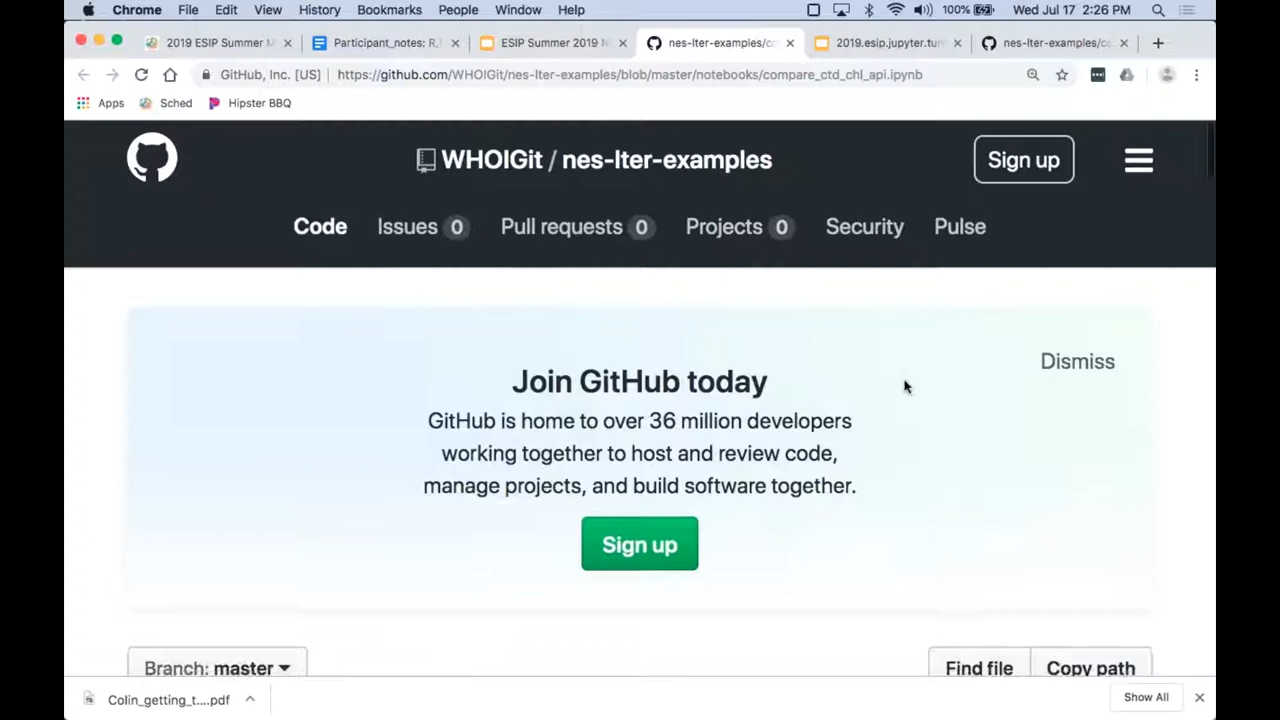 Chrome File Edit View History Bookmarks People Window Help 100% Wed Jul 17 2:26 PM
2019 ESIP Summer M Participant_notes: R, ESIP Summer 2019 N nes-lter-examples/co 2019.esip.jupyter.tum nes-lter-examples/co
GitHub, Inc. [US] https://github.com/WHOIGit/nes-lter-examples/blob/master/notebooks/compare_ctd_chl_api.ipynb
Apps Sched Hipster BBQ
WHOIGit / nes-lter-examples Sign up
Code Issues 0 Pull requests 0 Projects 0 Security Pulse
Dismiss
Join GitHub today
GitHub is home to over 36 million developers
working together to host and review code,
manage projects, and build software together.
Sign up
Branch: master Find file Copy path
Colin_getting_t....pdf Show All